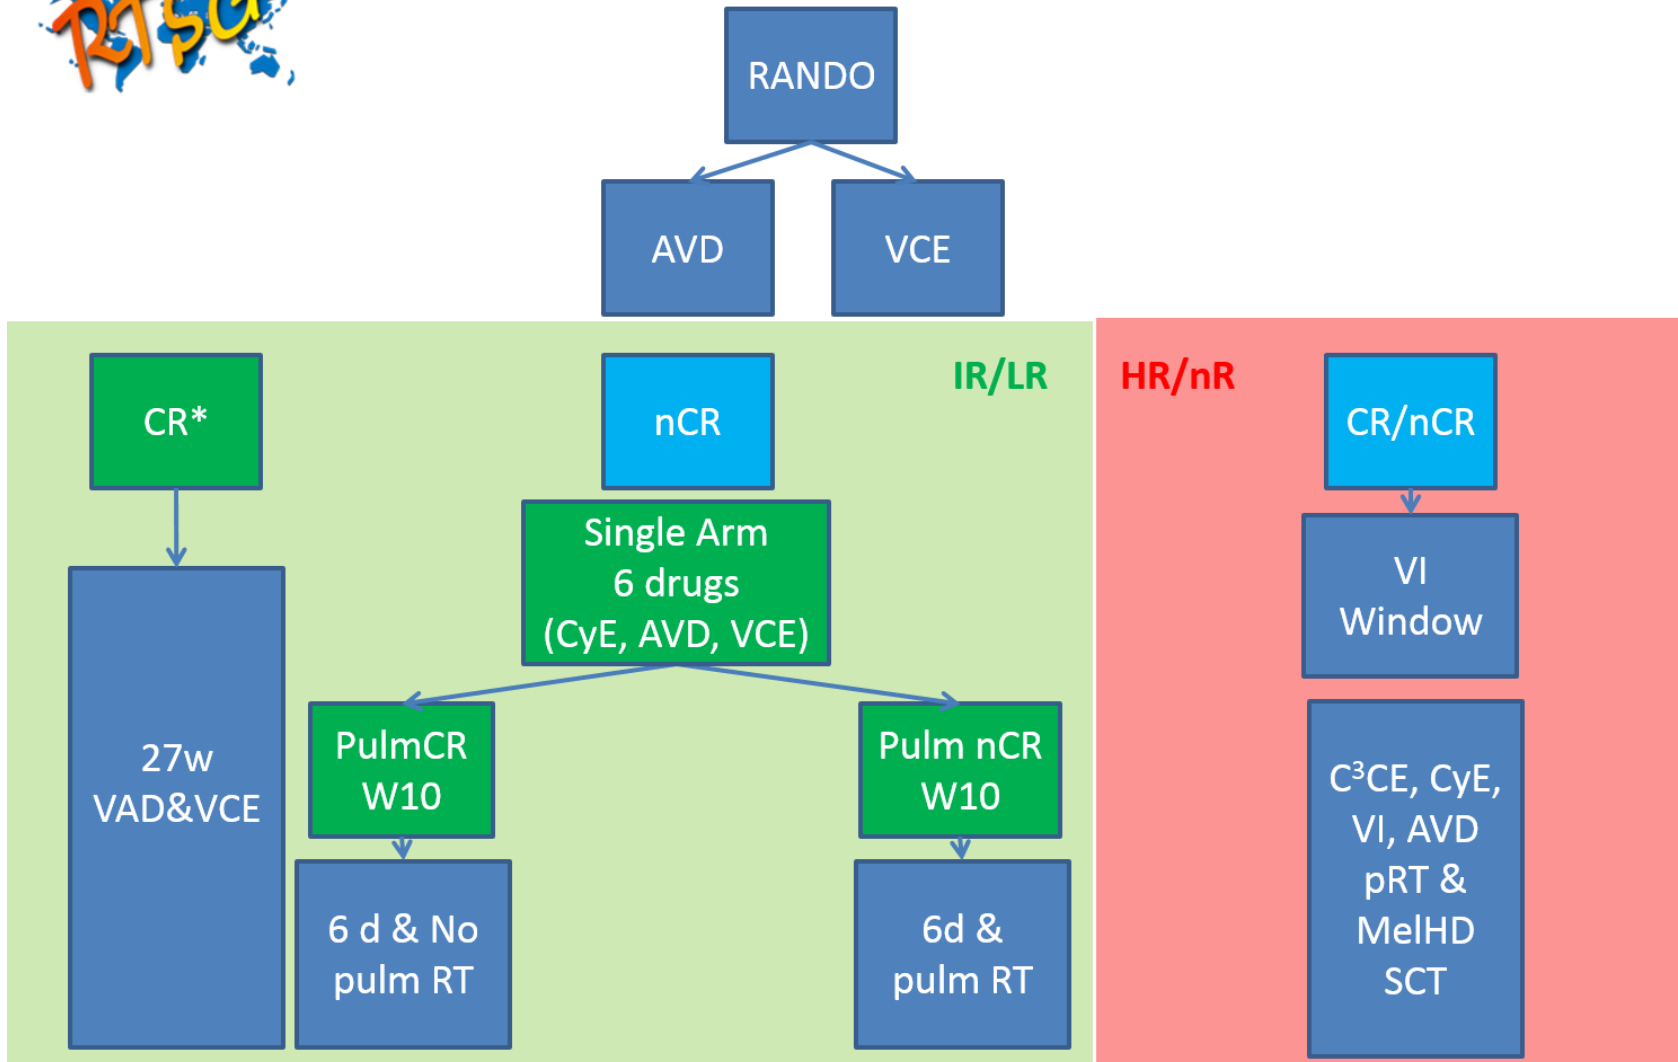 RTSG
RANDO
AVD
VCE
IR/LR
HR/nR
CR*
nCR
CR/nCR
Single Arm
6 drugs
(CyE, AVD, VCE)
VI
Window
27w
VAD&VCE
PulmCR
W10
Pulm nCR
W10
C³CE, CyE,
VI, AVD
pRT &
MelHD
SCT
6 d & No
pulm RT
6d &
pulm RT